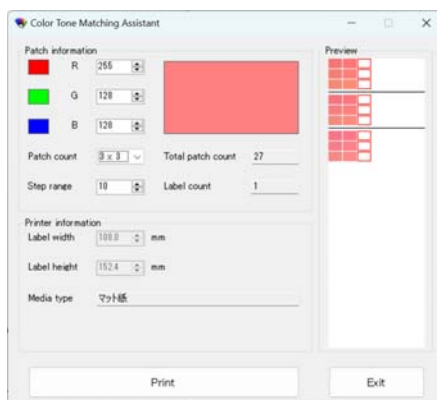 Color Tone Matching Assistant
Patch information
R 255
G 128
B 128
Patch count 3 x 3 Total patch count 27
Step range 10 Label count 1
Printer information
Label width 108.0 mm
Label height 152.4 mm
Media type マット紙
Preview
Print
Exit